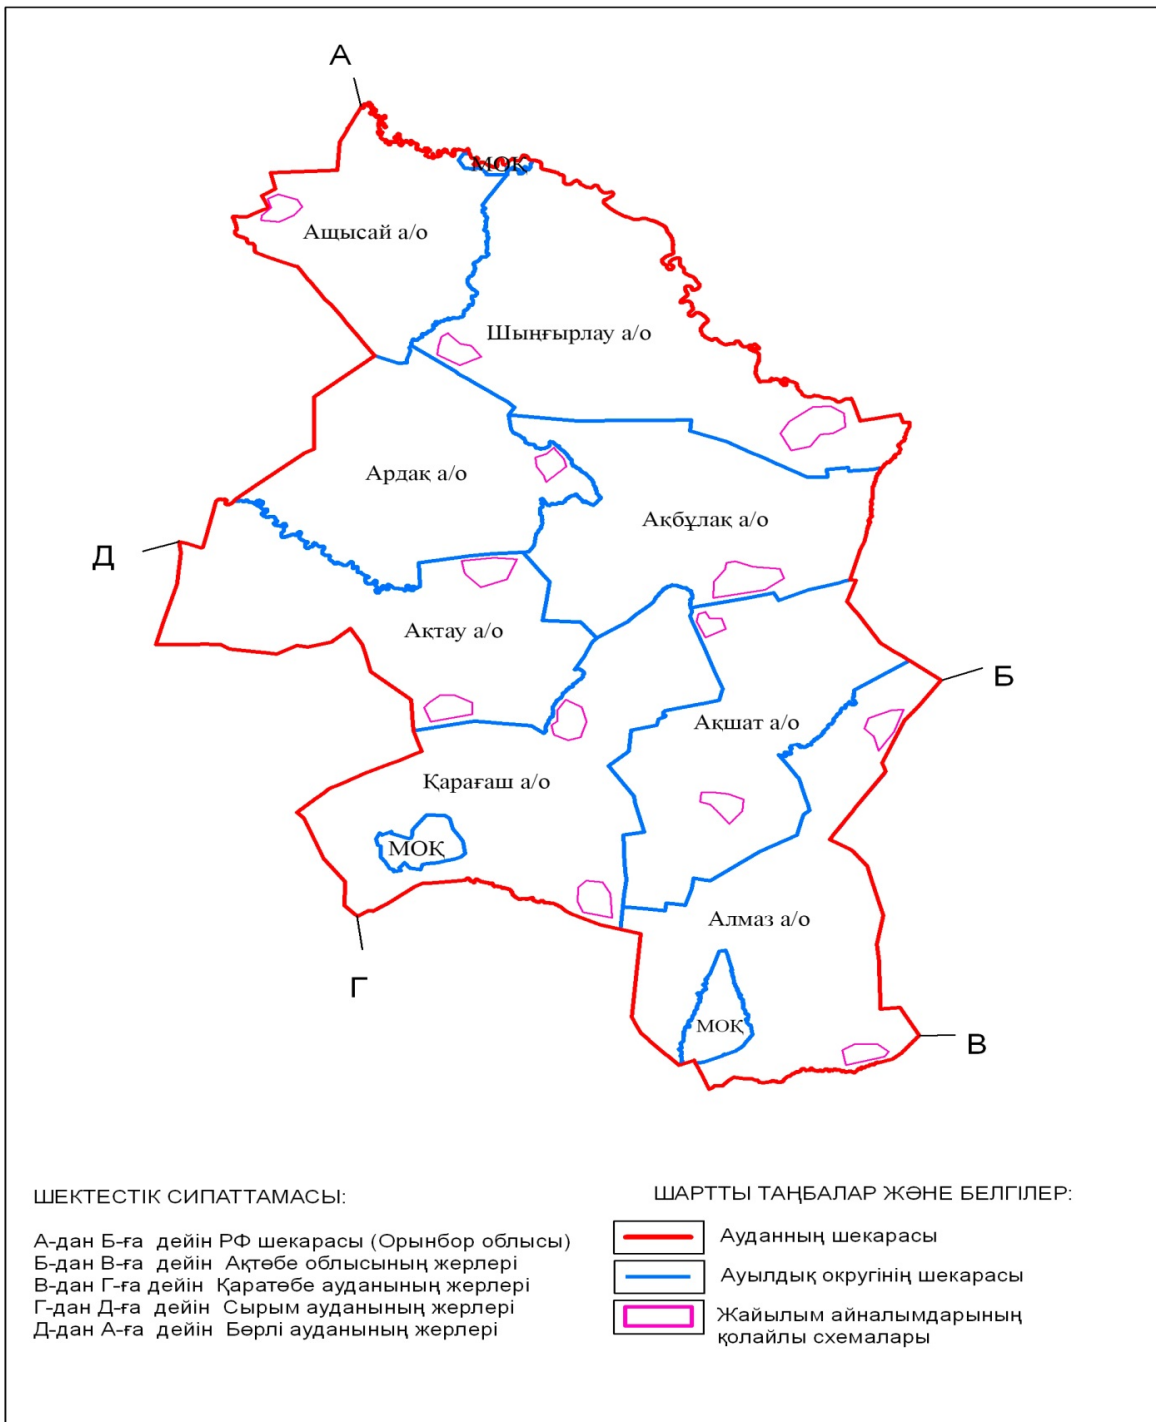 А
МОҚ
Ащысай а/о
Шыңғырлау а/о
Ардақ а/о
Ақбұлақ а/о
Д
Ақтау а/о
Б
Ақшат а/о
Қарағаш а/о
МОҚ
Алмаз а/о
Г
МОҚ
В
ШЕКТЕСТІК СИПАТТАМАСЫ:
А-дан Б-ға дейін РФ шекарасы (Орынбор облысы)
Б-дан В-ға дейін Ақтөбе облысының жерлері
В-дан Г-ға дейін Қаратөбе ауданының жерлері
Г-дан Д-ға дейін Сырым ауданының жерлері
Д-дан А-ға дейін Бөрлі ауданының жерлері
ШАРТТЫ ТАҢБАЛАР ЖӘНЕ БЕЛГІЛЕР:
Ауданның шекарасы
Ауылдық округінің шекарасы
Жайылым айналымдарының
қолайлы схемалары